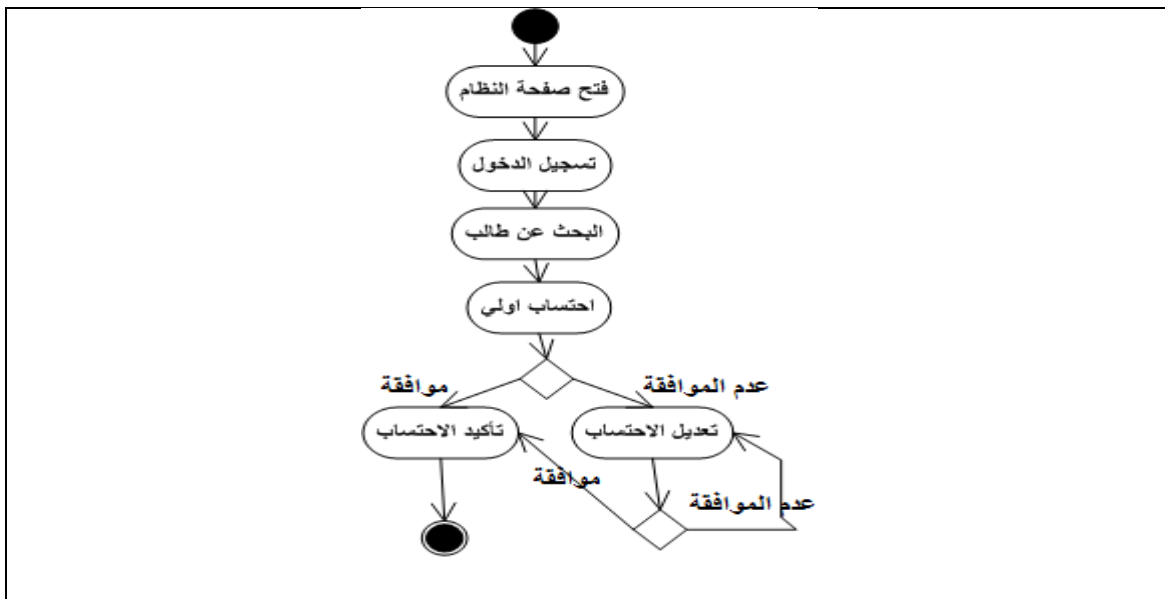 فتح صفحة النظام
تسجيل الدخول
البحث عن طالب
احتساب اولي
موافقة
عدم الموافقة
تأكيد الاحتساب
تعديل الاحتساب
موافقة
عدم الموافقة